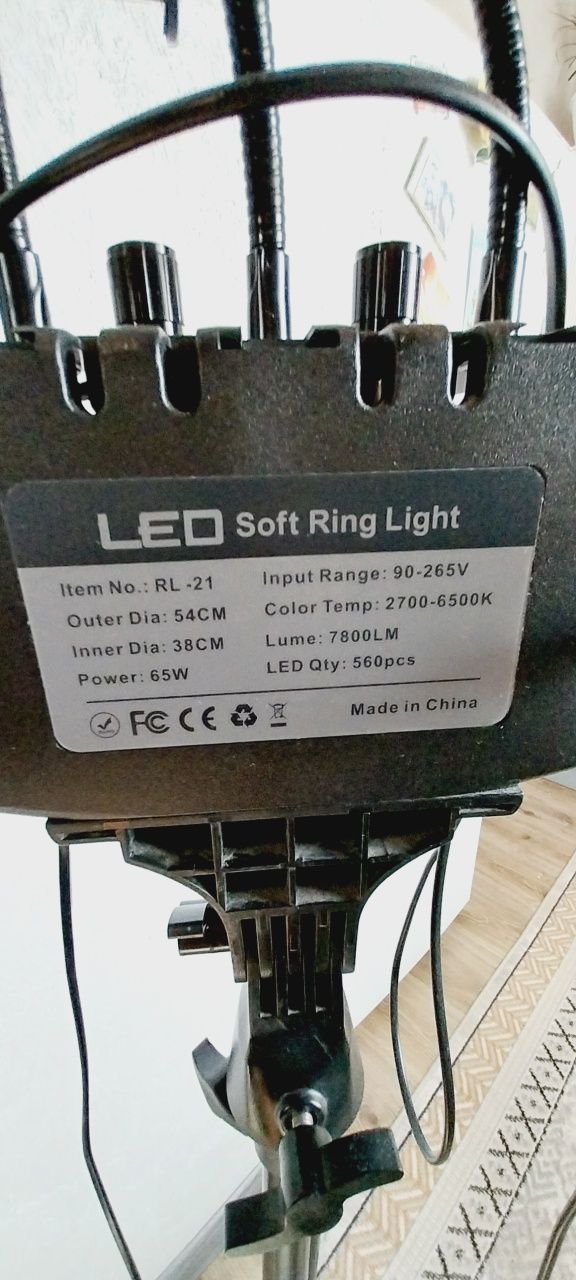 LED Soft Ring Light
Item No.: RL -21 Input Range: 90-265V
Outer Dia: 54CM Color Temp: 2700-6500K
Inner Dia: 38CM Lume: 7800LM
Power: 65W LED Qty: 560pcs
FC CE Made in China